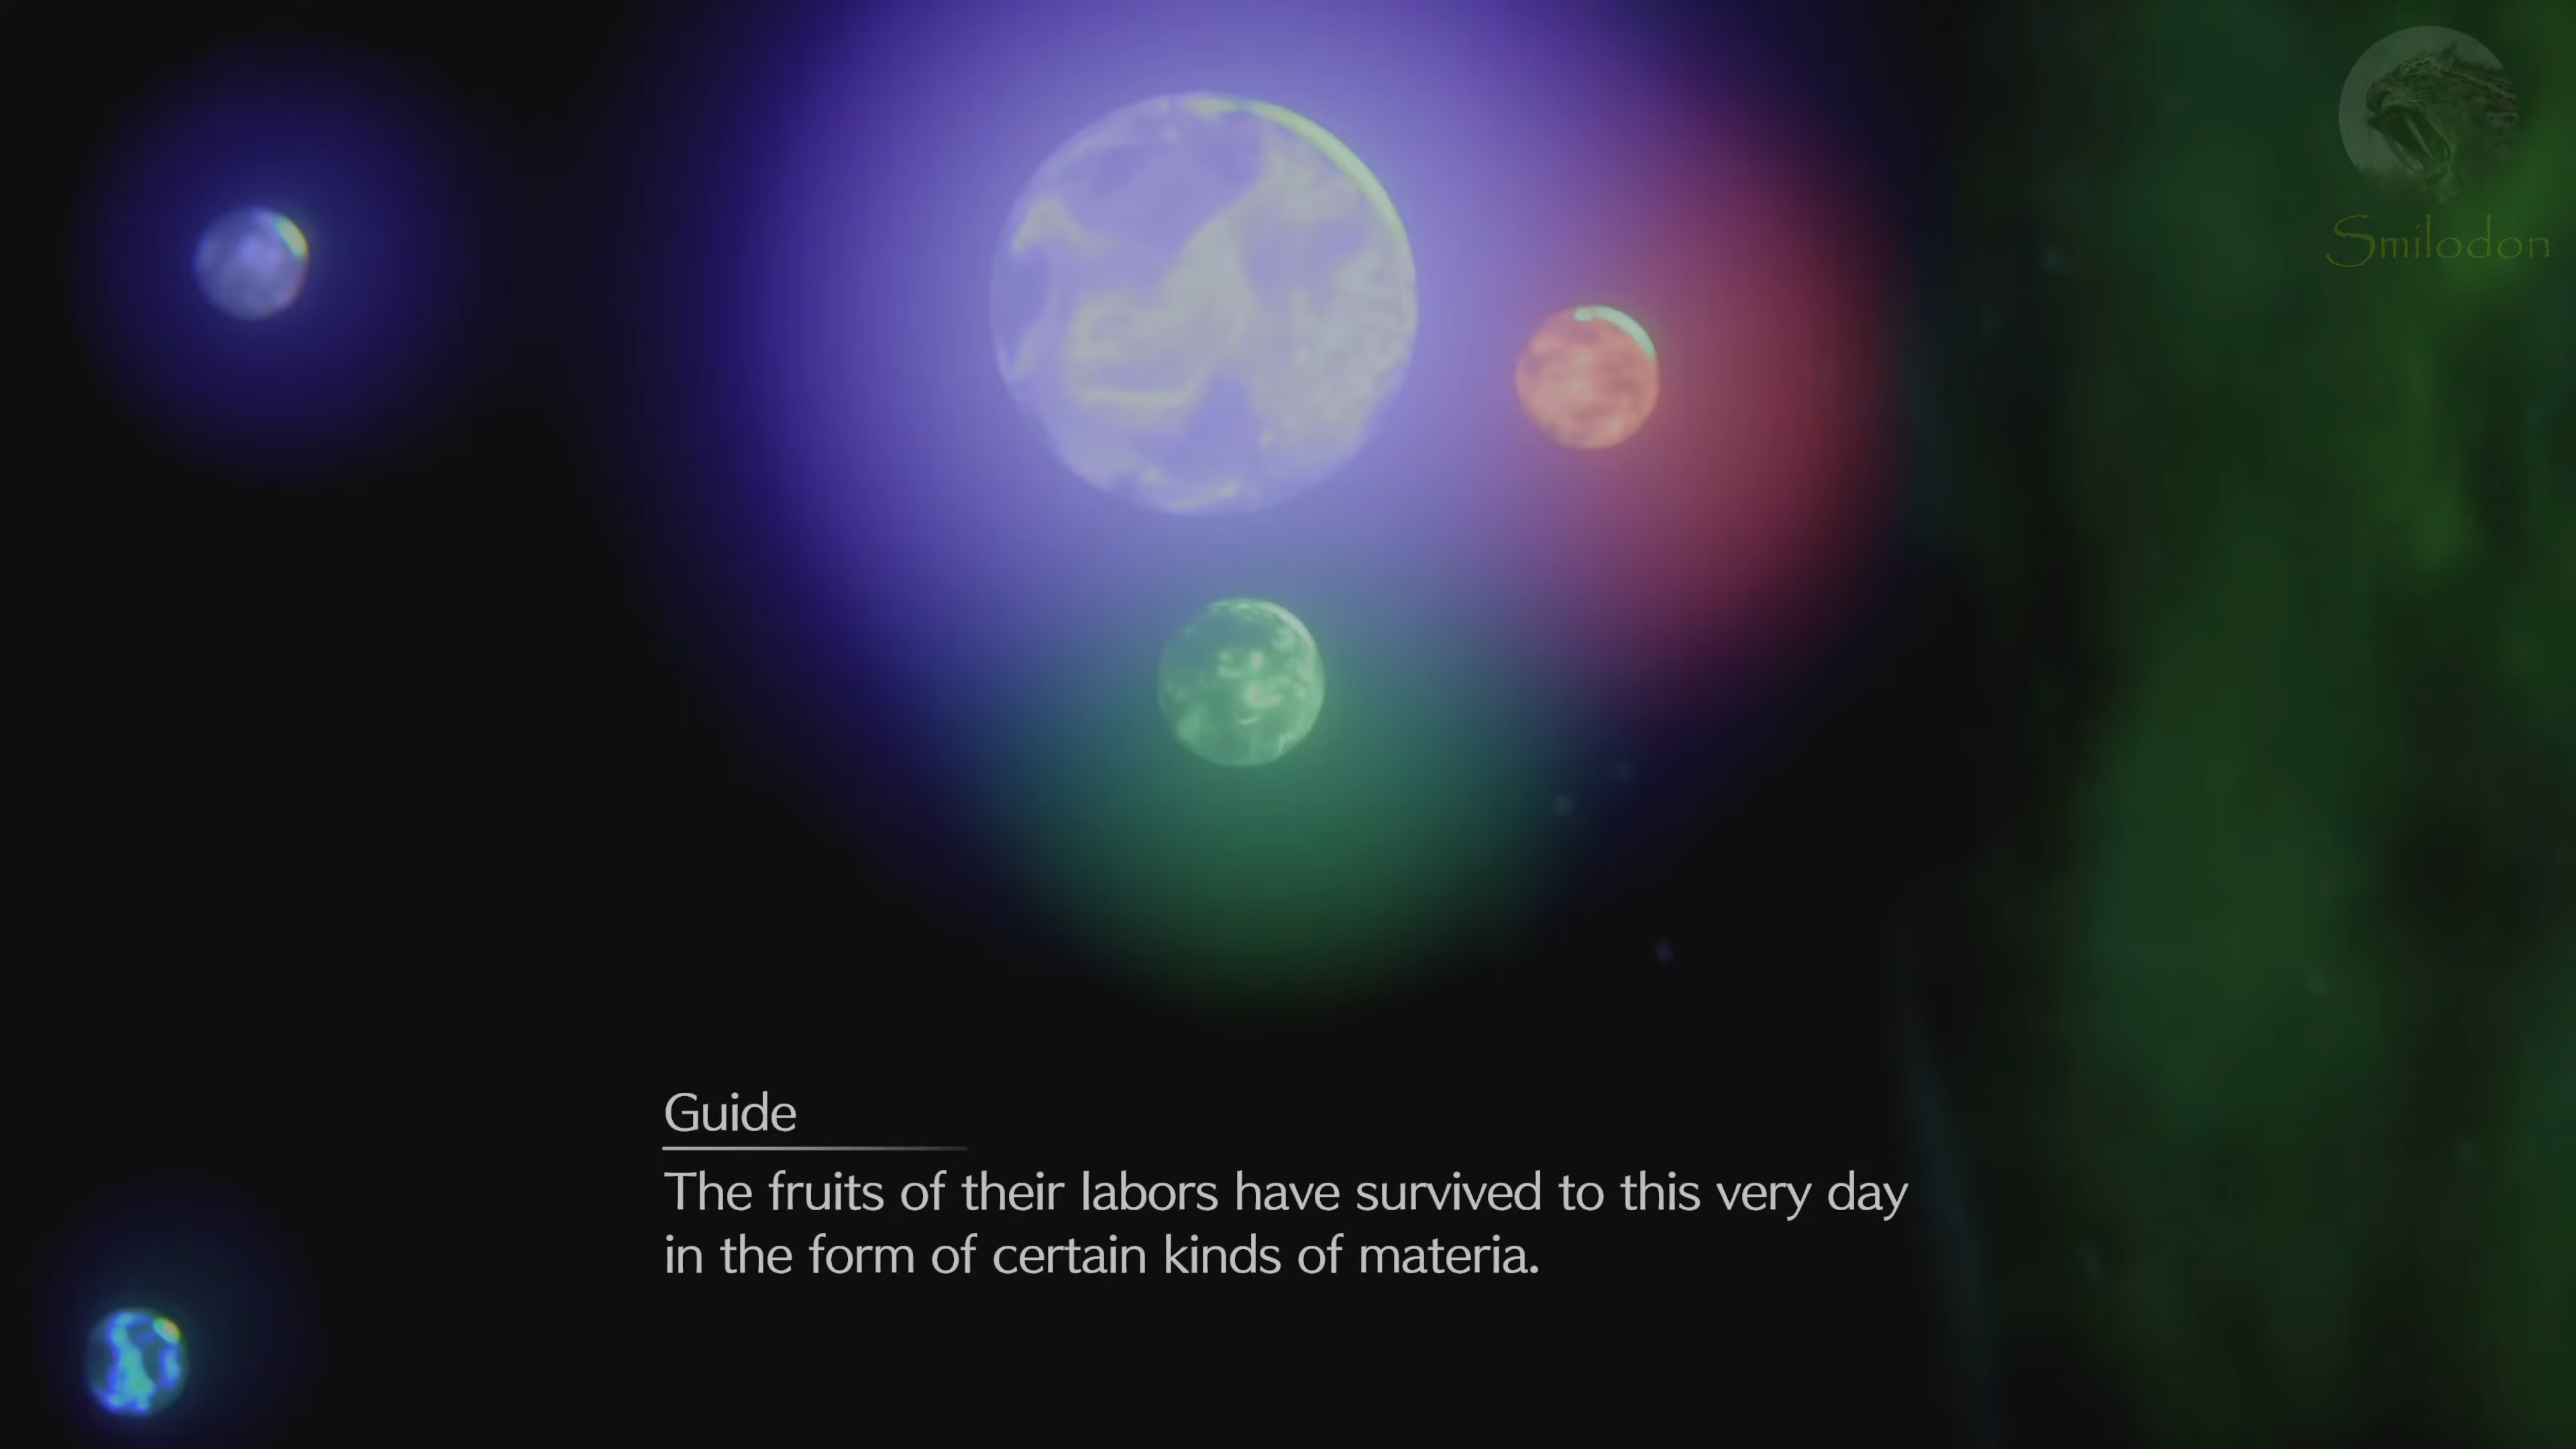 Smilodon
Guide
The fruits of their labors have survived to this very day
in the form of certain kinds of materia.